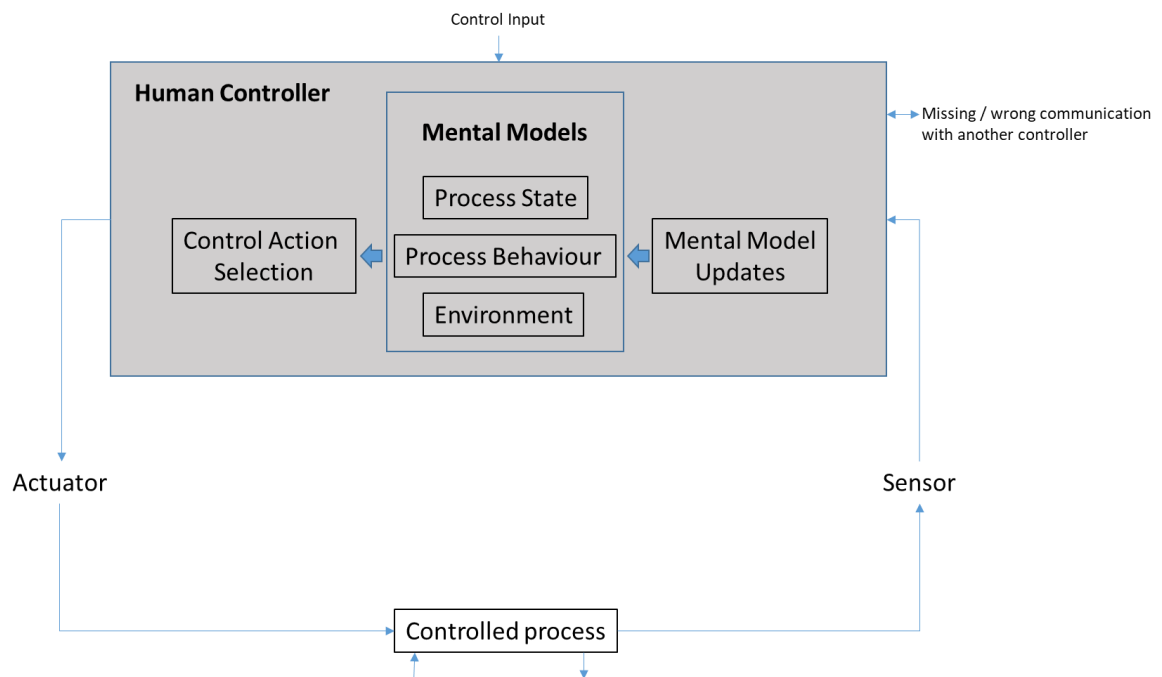 Control Input
Human Controller
Missing / wrong communication
with another controller
Mental Models
Process State
Control Action
Selection
Process Behaviour
Mental Model
Updates
Environment
Actuator
Sensor
Controlled process